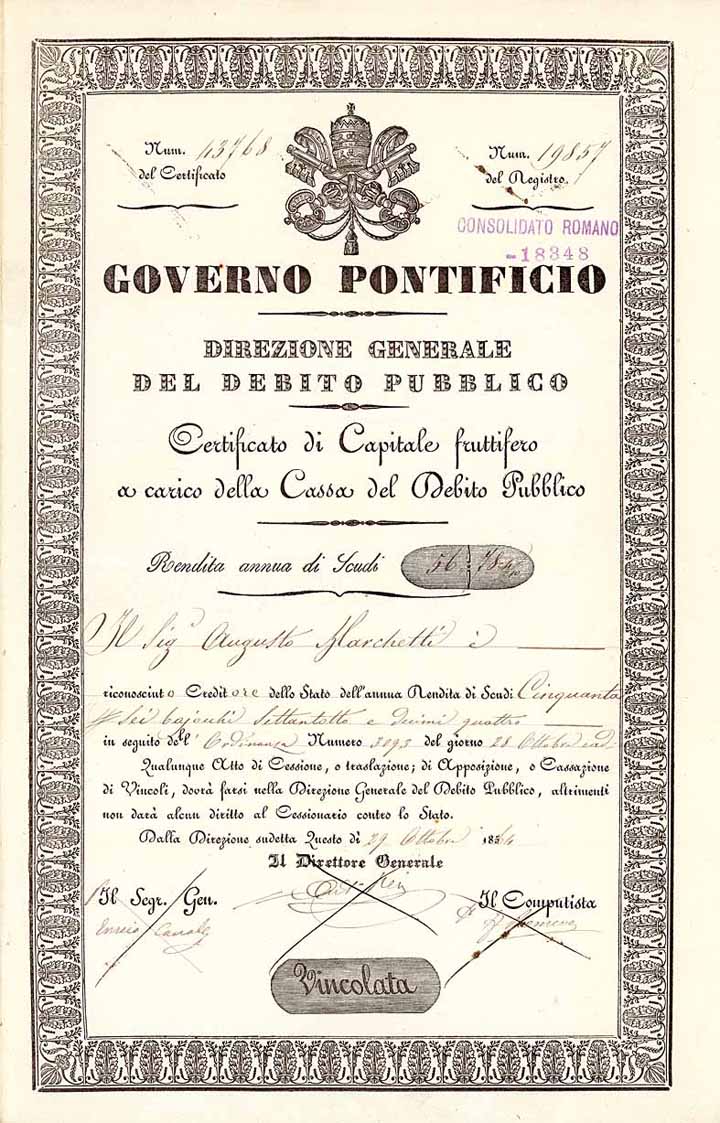 Num. 13768
del Certificato
Num. 19857
del Registro.
CONSOLIDATO ROMANO
-18348
GOVERNO PONTIFICIO
DIREZIONE GENERALE
DEL DEBITO PUBBLICO
Certificato di Capitale fruttifero
a carico della Cassa del Debito Pubblico
Rendita annua di Scudi 56:78
Il Sig.r Augusto Marchetti è
riconosciuto Creditore dello Stato dell'annua Rendita di Scudi Cinquanta
sei bajocchi Settantotto e decimi quattro
in seguito dell' Ordinanza Numero 3093 del giorno 28 Ottobre
Qualunque Atto di Cessione, o traslazione; di Apposizione, o Cassazione
di Vincoli, dovrà farsi nella Direzione Generale del Debito Pubblico, altrimenti
non darà alcun diritto al Cessionario contro lo Stato.
Dalla Direzione sudetta Questo dì 29 Ottobre
Il Direttore Generale
Il Segr. Gen.
Il Computista
Vincolata